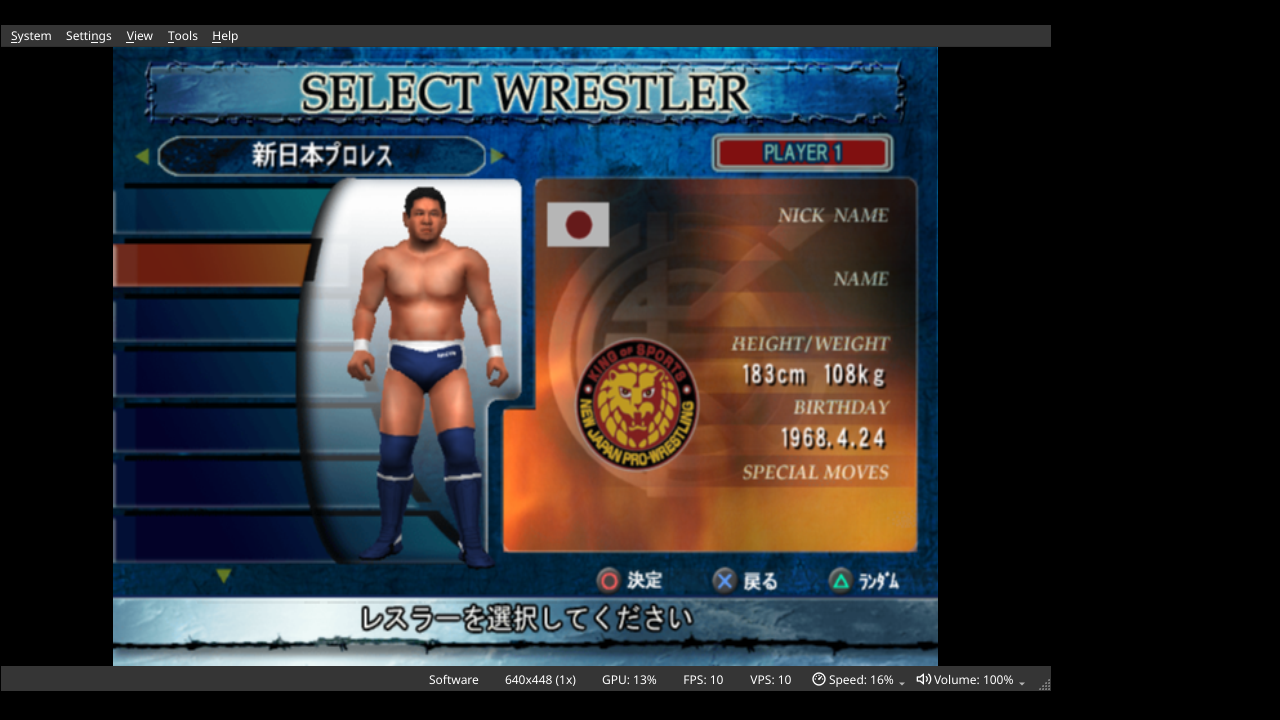 System Settings View Tools Help
SELECT WRESTLER
新日本プロレス
PLAYER 1
NICK NAME
NAME
HEIGHT/WEIGHT
183cm 108kg
BIRTHDAY
1968.4.24
SPECIAL MOVES
KING OF SPORTS
NEW JAPAN PRO-WRESTLING
決定 戻る ランダム
レスラーを選択してください
Software 640x448 (1x) GPU: 13% FPS: 10 VPS: 10 Speed: 16% Volume: 100%